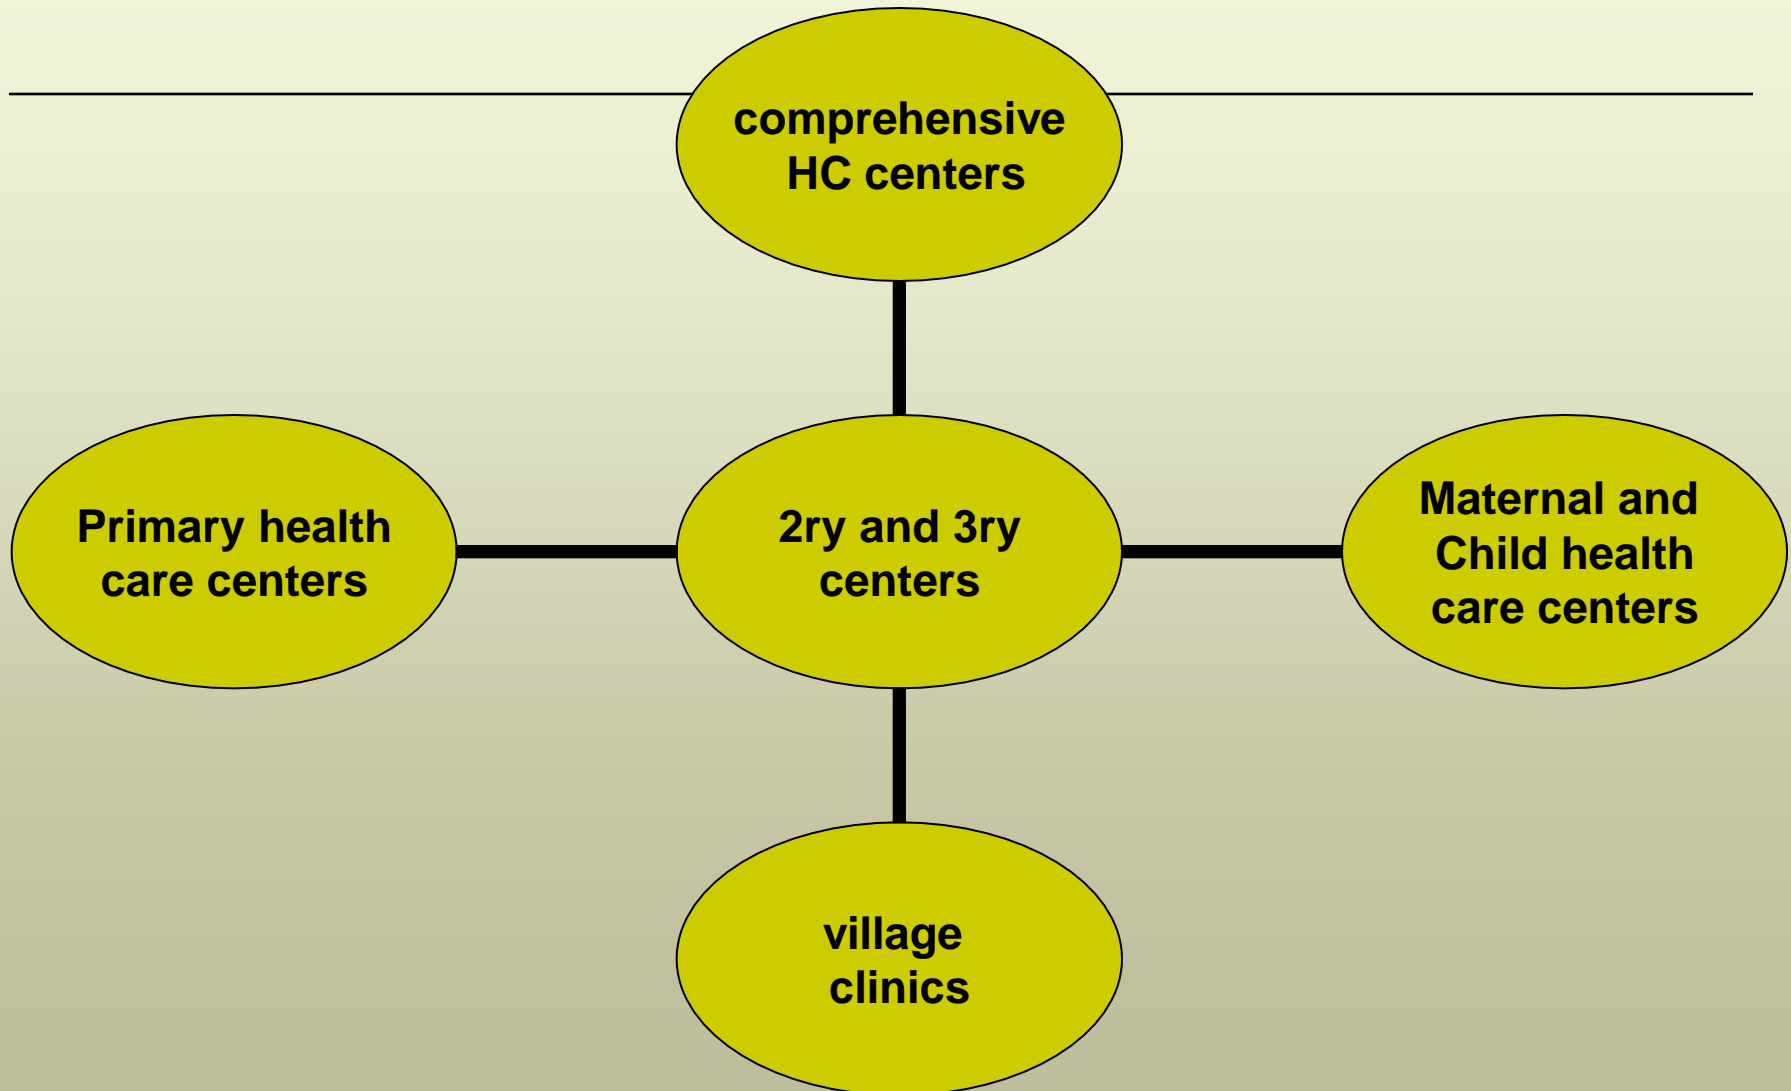 comprehensive
HC centers
Primary health
care centers
2ry and 3ry
centers
Maternal and
Child health
care centers
village
clinics